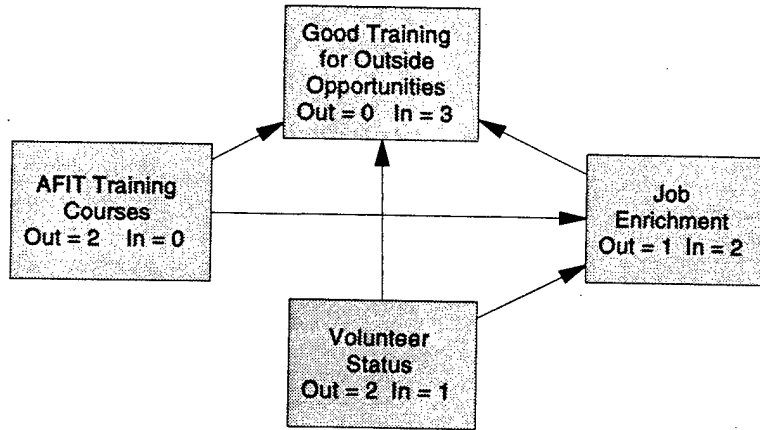 Good Training
for Outside
Opportunities
Out = 0 In = 3
AFIT Training
Courses
Out = 2 In = 0
Job
Enrichment
Out = 1 In = 2
Volunteer
Status
Out = 2 In = 1